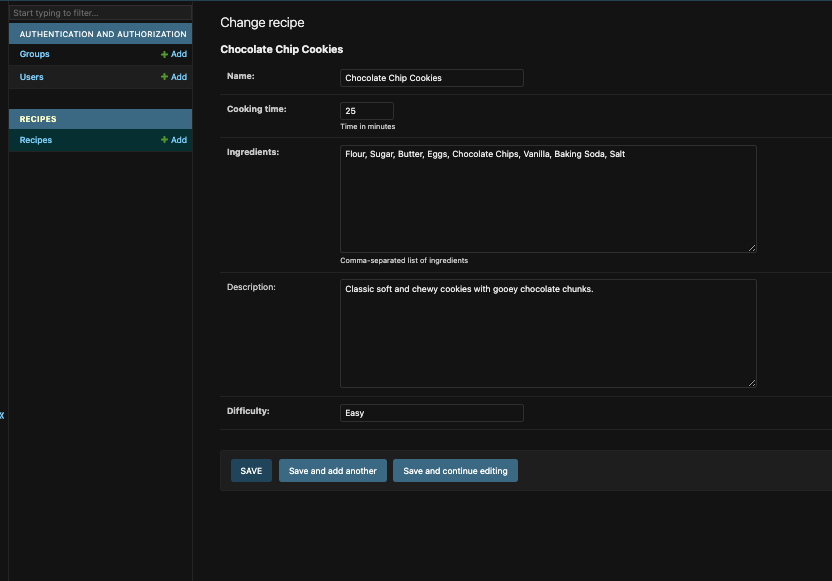 Start typing to filter...
AUTHENTICATION AND AUTHORIZATION
Groups + Add
Users + Add
RECIPES
Recipes + Add
«
Change recipe
Chocolate Chip Cookies
Name: Chocolate Chip Cookies
Cooking time: 25
Time in minutes
Ingredients: Flour, Sugar, Butter, Eggs, Chocolate Chips, Vanilla, Baking Soda, Salt
Comma-separated list of ingredients
Description: Classic soft and chewy cookies with gooey chocolate chunks.
Difficulty: Easy
SAVE Save and add another Save and continue editing